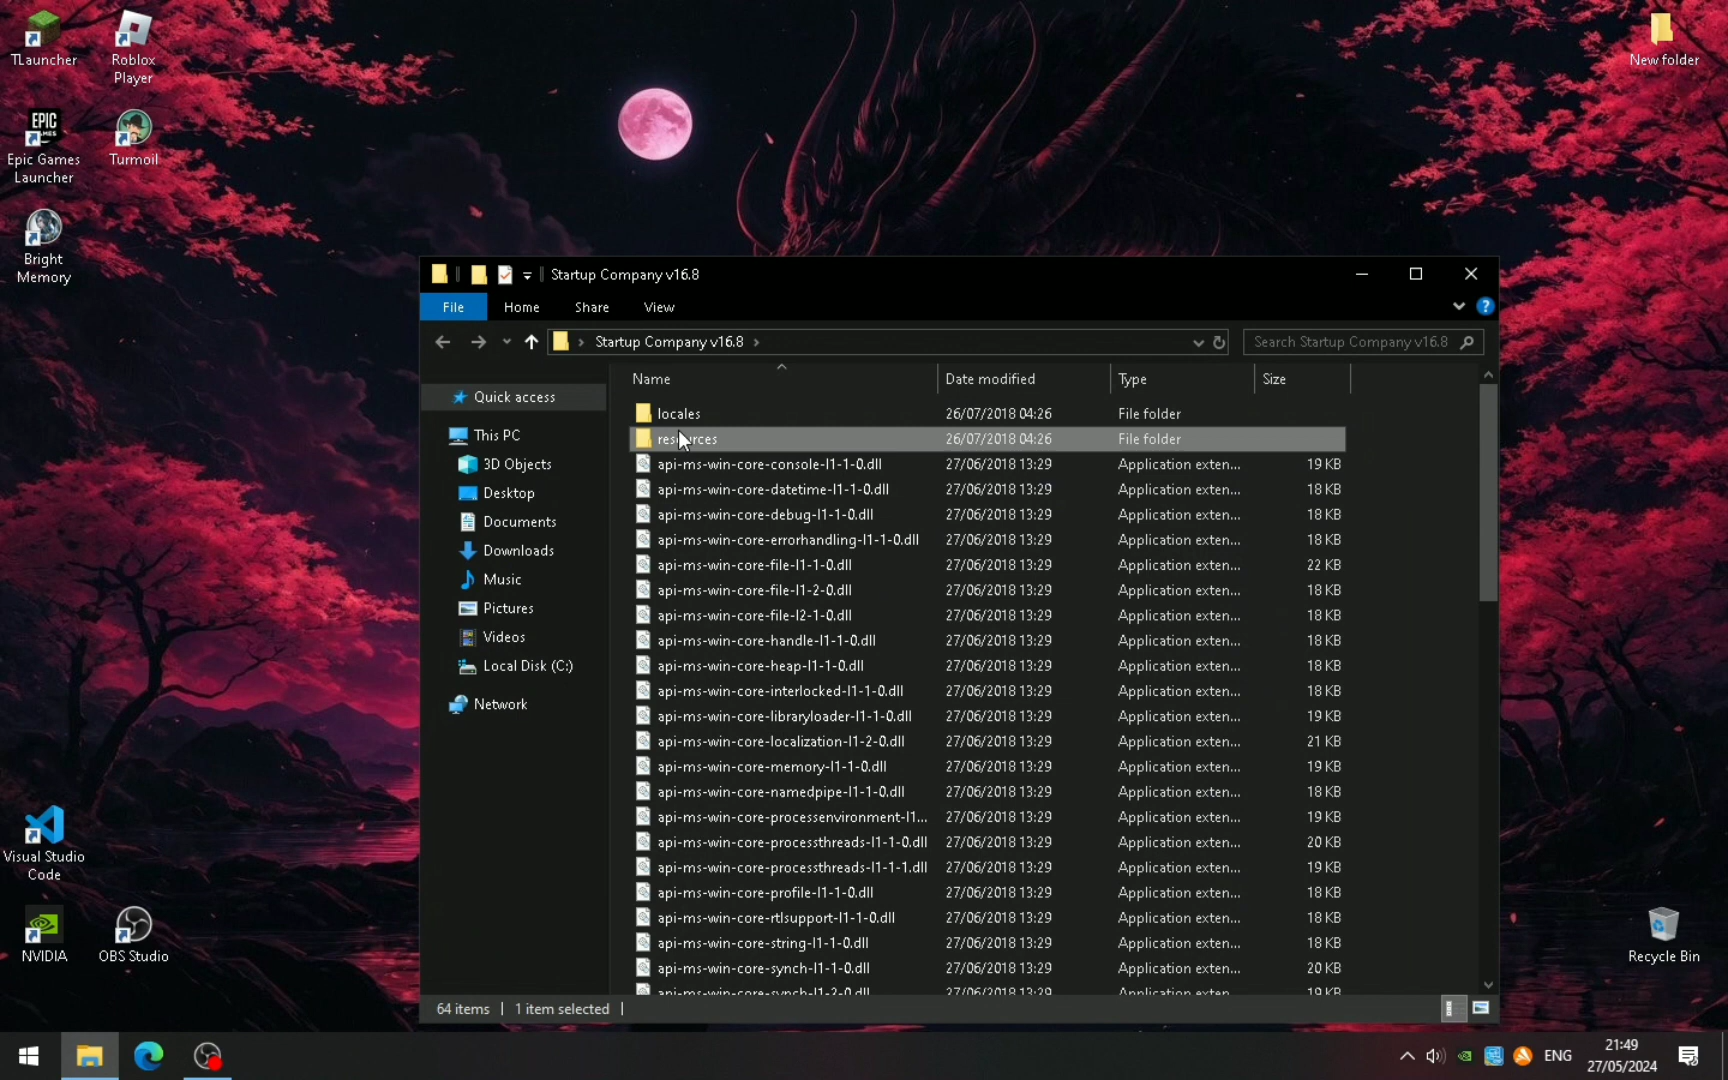 TLauncher
Roblox
Player
EPIC
GAMES
Epic Games
Launcher
Turmoil
Bright
Memory
New folder
Startup Company v16.8
File
Home
Share
View
Startup Company v16.8
Search Startup Company v16.8
Name
Date modified
Type
Size
Quick access
This PC
3D Objects
Desktop
Documents
Downloads
Music
Pictures
Videos
Local Disk (C:)
Network
locales 26/07/2018 04:26 File folder
resources 26/07/2018 04:26 File folder
api-ms-win-core-console-l1-1-0.dll 27/06/2018 13:29 Application exten... 19 KB
api-ms-win-core-datetime-l1-1-0.dll 27/06/2018 13:29 Application exten... 18 KB
api-ms-win-core-debug-l1-1-0.dll 27/06/2018 13:29 Application exten... 18 KB
api-ms-win-core-errorhandling-l1-1-0.dll 27/06/2018 13:29 Application exten... 18 KB
api-ms-win-core-file-l1-1-0.dll 27/06/2018 13:29 Application exten... 22 KB
api-ms-win-core-file-l1-2-0.dll 27/06/2018 13:29 Application exten... 18 KB
api-ms-win-core-file-l2-1-0.dll 27/06/2018 13:29 Application exten... 18 KB
api-ms-win-core-handle-l1-1-0.dll 27/06/2018 13:29 Application exten... 18 KB
api-ms-win-core-heap-l1-1-0.dll 27/06/2018 13:29 Application exten... 18 KB
api-ms-win-core-interlocked-l1-1-0.dll 27/06/2018 13:29 Application exten... 18 KB
api-ms-win-core-libraryloader-l1-1-0.dll 27/06/2018 13:29 Application exten... 19 KB
api-ms-win-core-localization-l1-2-0.dll 27/06/2018 13:29 Application exten... 21 KB
api-ms-win-core-memory-l1-1-0.dll 27/06/2018 13:29 Application exten... 19 KB
api-ms-win-core-namedpipe-l1-1-0.dll 27/06/2018 13:29 Application exten... 18 KB
api-ms-win-core-processenvironment-l1... 27/06/2018 13:29 Application exten... 19 KB
api-ms-win-core-processthreads-l1-1-0.dll 27/06/2018 13:29 Application exten... 20 KB
api-ms-win-core-processthreads-l1-1-1.dll 27/06/2018 13:29 Application exten... 19 KB
api-ms-win-core-profile-l1-1-0.dll 27/06/2018 13:29 Application exten... 18 KB
api-ms-win-core-rtlsupport-l1-1-0.dll 27/06/2018 13:29 Application exten... 18 KB
api-ms-win-core-string-l1-1-0.dll 27/06/2018 13:29 Application exten... 18 KB
api-ms-win-core-synch-l1-1-0.dll 27/06/2018 13:29 Application exten... 20 KB
api-ms-win-core-synch-l1-2-0.dll 27/06/2018 13:29 Application exten... 19 KB
64 items
1 item selected
Visual Studio
Code
NVIDIA
OBS Studio
Recycle Bin
ENG
21:49
27/05/2024